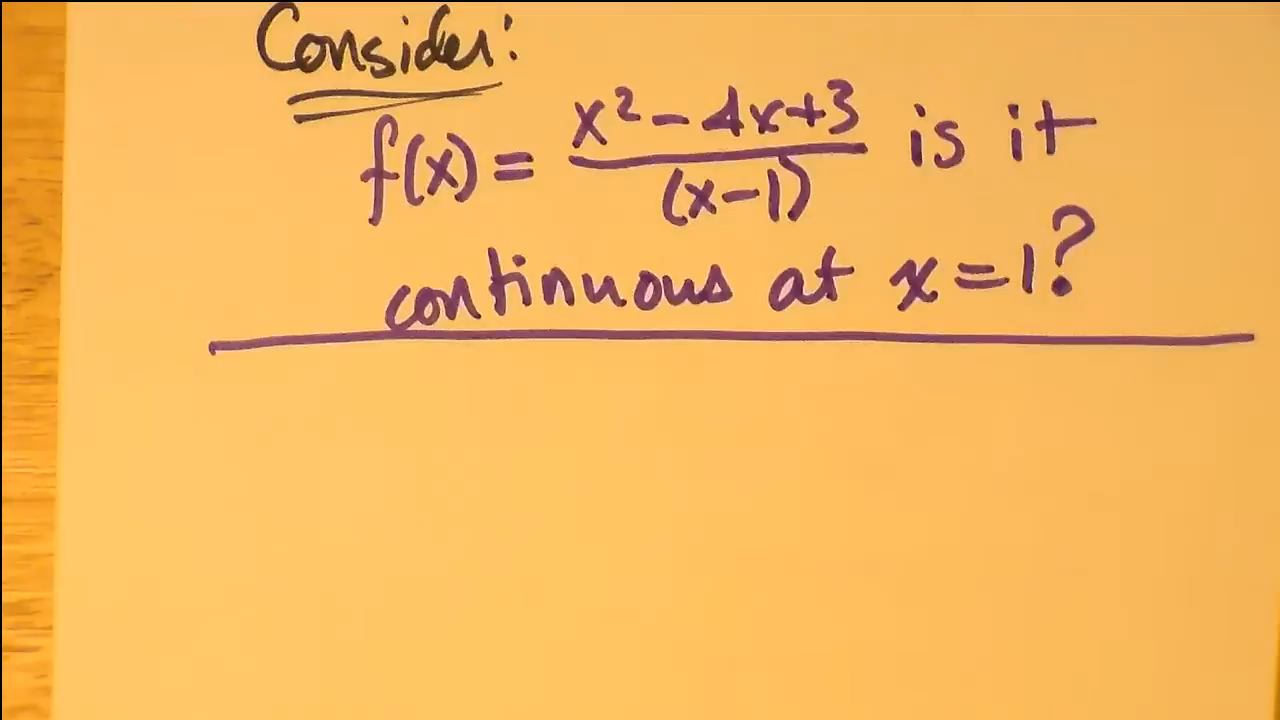 Consider:
f(x) = x² - 4x+3 / (x-1) is it
continuous at x=1?